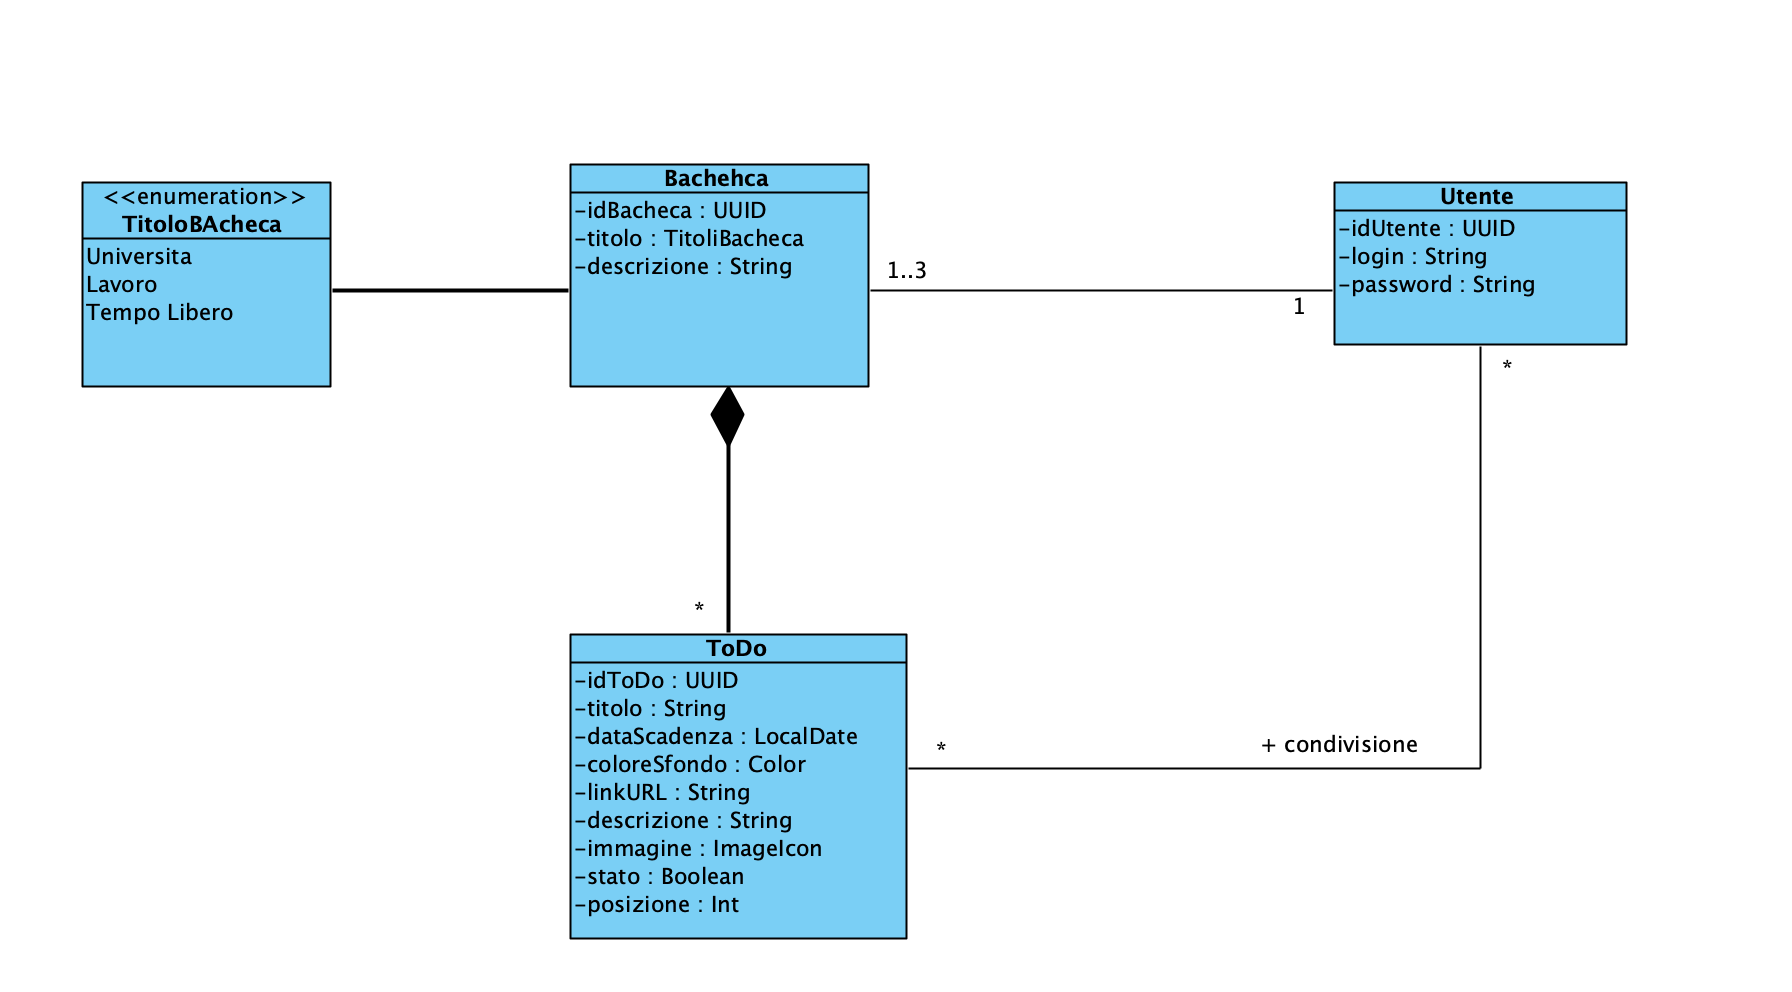 <<enumeration>>
TitoloBAcheca
Universita
Lavoro
Tempo Libero
Bachehca
-idBacheca : UUID
-titolo : TitoliBacheca
-descrizione : String
1..3
1
Utente
-idUtente : UUID
-login : String
-password : String
*
*
ToDo
-idToDo : UUID
-titolo : String
-dataScadenza : LocalDate
-coloreSfondo : Color
-linkURL : String
-descrizione : String
-immagine : ImageIcon
-stato : Boolean
-posizione : Int
*
+ condivisione